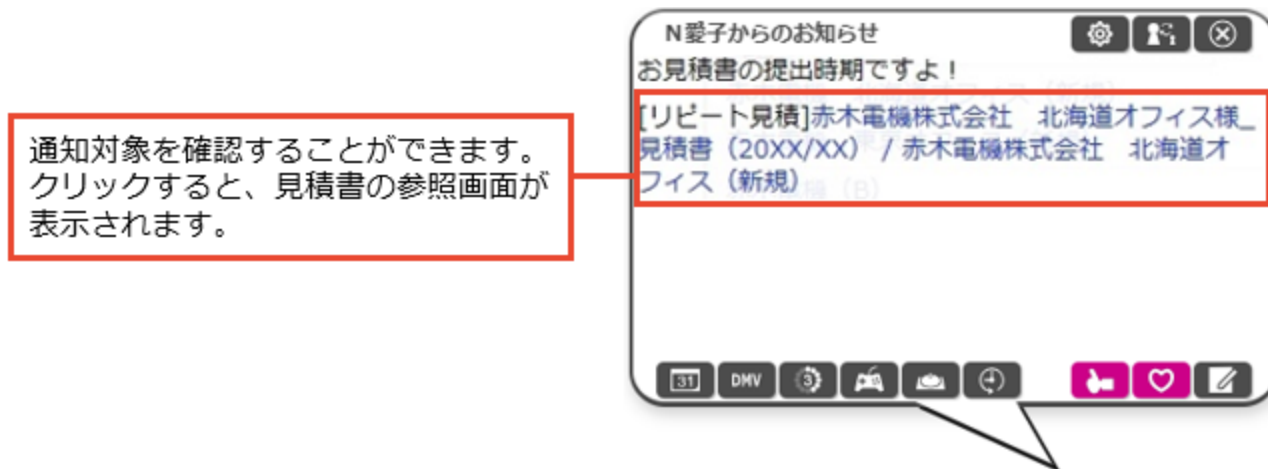 N愛子からのお知らせ
お見積書の提出時期ですよ！
[リピート見積]赤木電機株式会社　北海道オフィス様_
見積書（20XX/XX） / 赤木電機株式会社　北海道オ
フィス（新規）
通知対象を確認することができます。
クリックすると、見積書の参照画面が
表示されます。
31 DMV 3